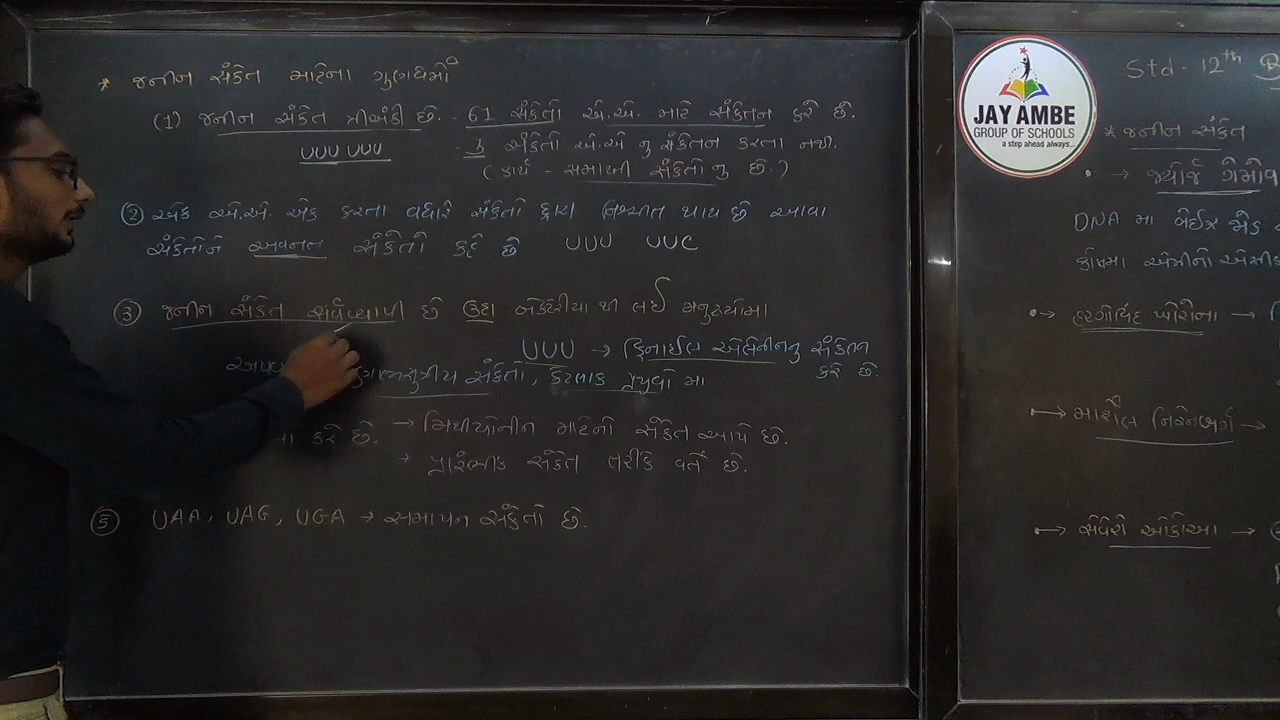 * જનીન સંકેત માટેના ગુણધર્મો
(1) જનીન સંકેત ત્રીઅંકી છે. - 61 સંકેતો એ.એ. માટે સંકેતન કરે છે.
UUU UUU - 3 સંકેતો એ.એ નુ સંકેતન કરતા નથી.
(કાર્ય - સમાપ્તી સંકેતોનુ છે.)
② એક એ.એ. એક કરતા વધારે સંકેતો દ્વારા નિશ્ચીત થાય છે આવા
સંકેતોને અવનત સંકેતો કહે છે UUU UUC
③ જનીન સંકેત સર્વવ્યાપી છે ઉદા બેક્ટેરીયા થી લઈ મનુષ્યોમા
UUU → ફિનાઈલ એલેનીનનુ સંકેતન
કરે છે.
સંકેતો, કેટલાક પ્રજીવો મા
કરે છે. → મિથીયોનીન માટેનો સંકેત આપે છે.
→ પ્રારંભીક સંકેત તરીકે વર્તે છે.
⑤ UAA, UAG, UGA → સમાપન સંકેતો છે.
JAY AMBE
GROUP OF SCHOOLS
a step ahead always...
Std - 12th
* જનીન સંકેત
• → જ્યોર્જ ગેમોવ
DNA મા બેઈઝ એક
કોષમા
•→ હરગોવિંદ ખોરાના →
→ માર્શલ નિરેનબર્ગ →
→ સેવેરો ઓકોઆ →